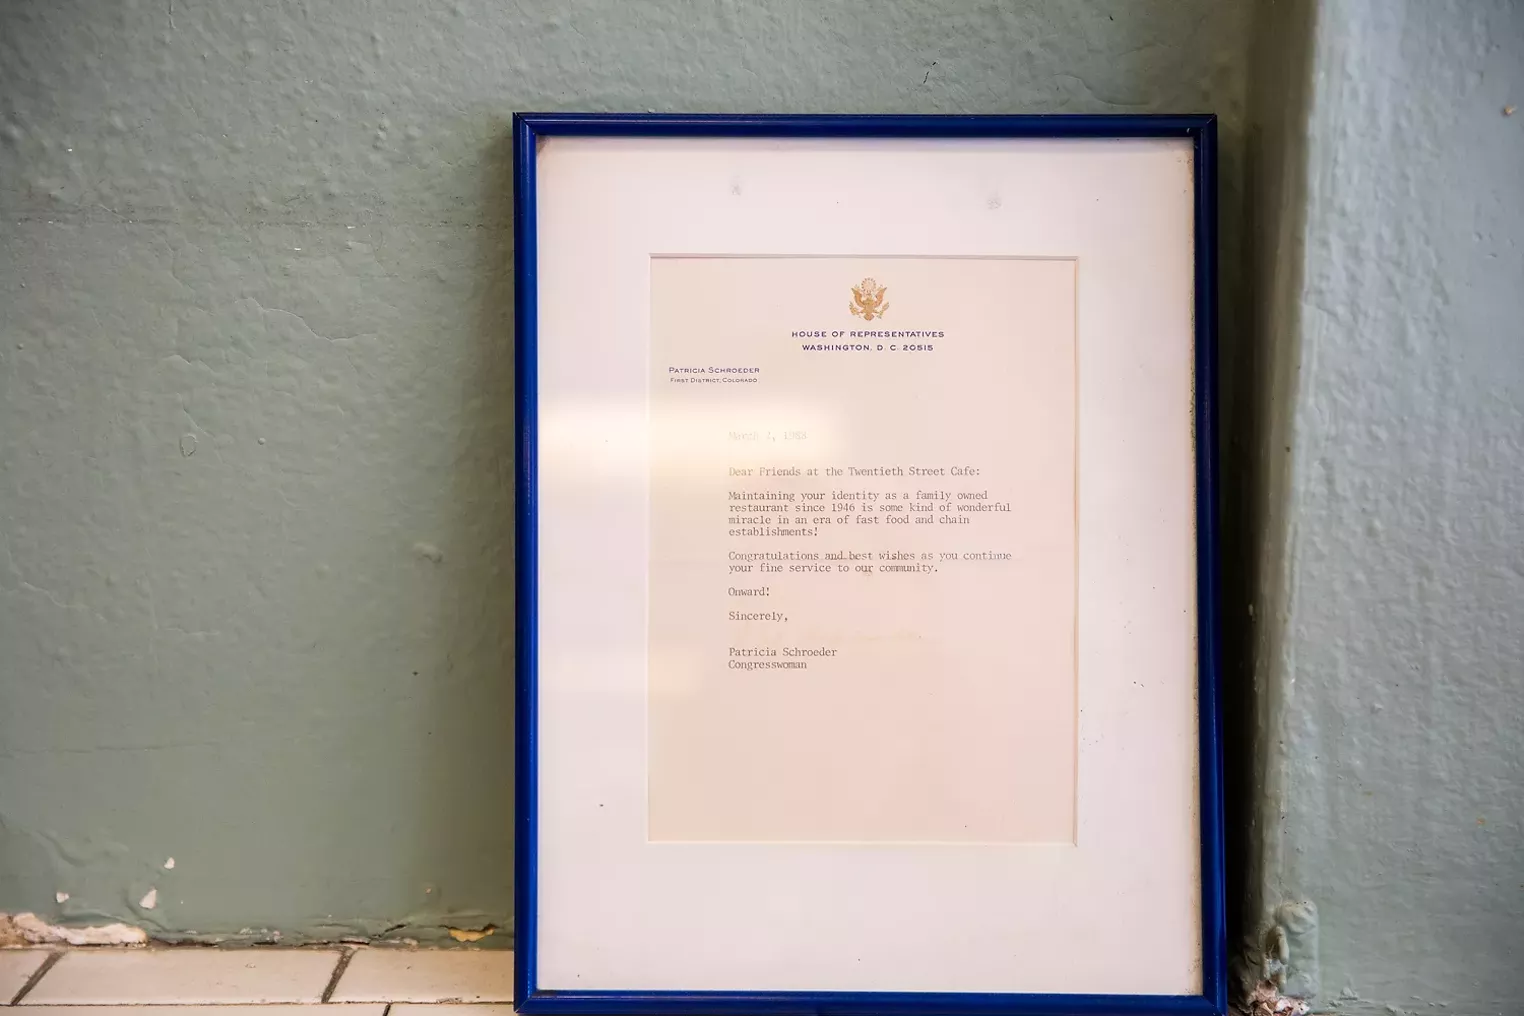 HOUSE OF REPRESENTATIVES
WASHINGTON, D. C. 20515
PATRICIA SCHROEDER
FIRST DISTRICT, COLORADO
March 7, 1988
Dear Friends at the Twentieth Street Cafe:
Maintaining your identity as a family owned
restaurant since 1946 is some kind of wonderful
miracle in an era of fast food and chain
establishments!
Congratulations and best wishes as you continue
your fine service to our community.
Onward!
Sincerely,
Patricia Schroeder
Congresswoman